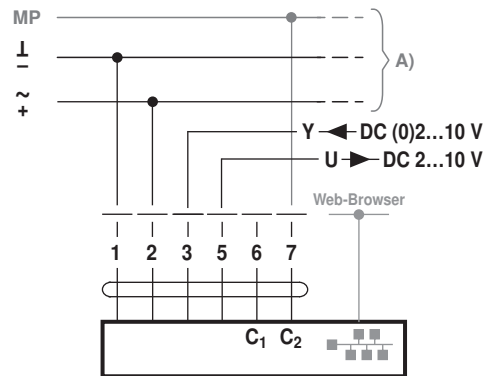 MP
⊥
–
A)
~
+
Y DC (0)2…10 V
U DC 2…10 V
Web-Browser
1 2 3 5 6 7
C₁ C₂